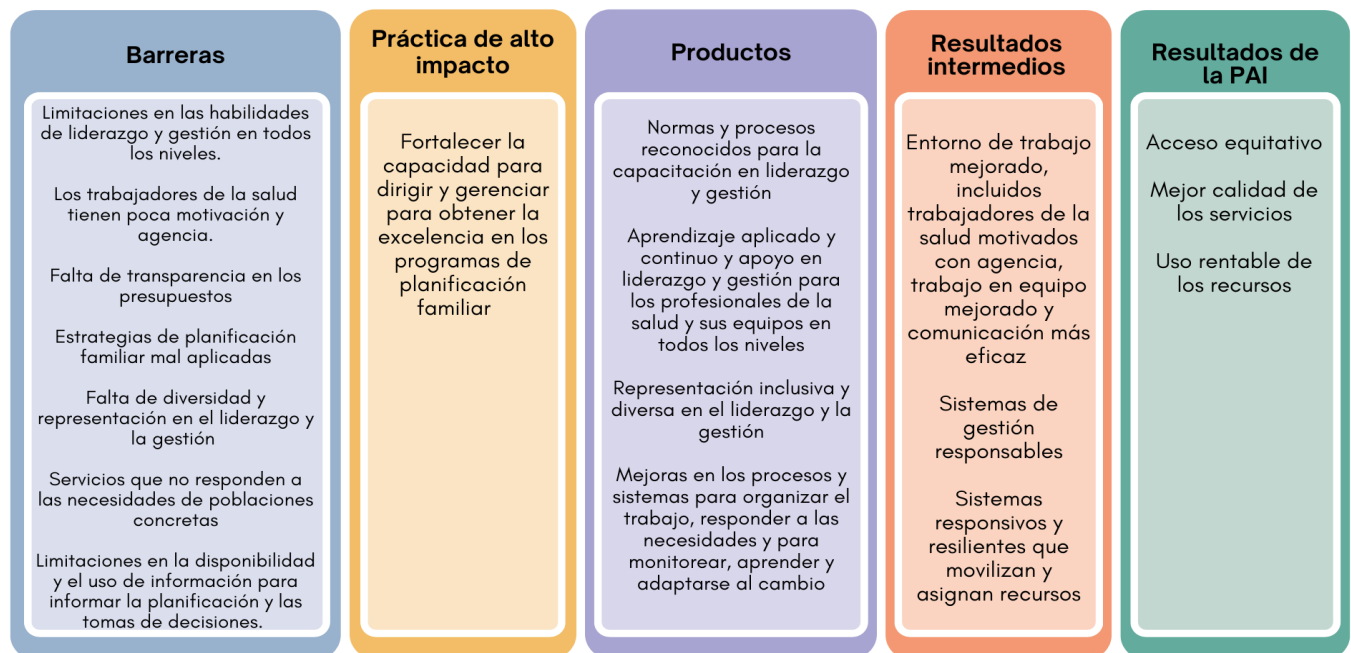 Barreras
Limitaciones en las habilidades
de liderazgo y gestión en todos
los niveles.
Los trabajadores de la salud
tienen poca motivación y
agencia.
Falta de transparencia en los
presupuestos
Estrategias de planificación
familiar mal aplicadas
Falta de diversidad y
representación en el liderazgo y
la gestión
Servicios que no responden a
las necesidades de poblaciones
concretas
Limitaciones en la disponibilidad
y el uso de información para
informar la planificación y las
tomas de decisiones.
Práctica de alto
impacto
Fortalecer la
capacidad para
dirigir y gerenciar
para obtener la
excelencia en los
programas de
planificación
familiar
Productos
Normas y procesos
reconocidos para la
capacitación en liderazgo
y gestión
Aprendizaje aplicado y
continuo y apoyo en
liderazgo y gestión para
los profesionales de la
salud y sus equipos en
todos los niveles
Representación inclusiva y
diversa en el liderazgo y la
gestión
Mejoras en los procesos y
sistemas para organizar el
trabajo, responder a las
necesidades y para
monitorear, aprender y
adaptarse al cambio
Resultados
intermedios
Entorno de trabajo
mejorado,
incluidos
trabajadores de la
salud motivados
con agencia,
trabajo en equipo
mejorado y
comunicación más
eficaz
Sistemas de
gestión
responsables
Sistemas
responsivos y
resilientes que
movilizan y
asignan recursos
Resultados de
la PAI
Acceso equitativo
Mejor calidad de
los servicios
Uso rentable de
los recursos